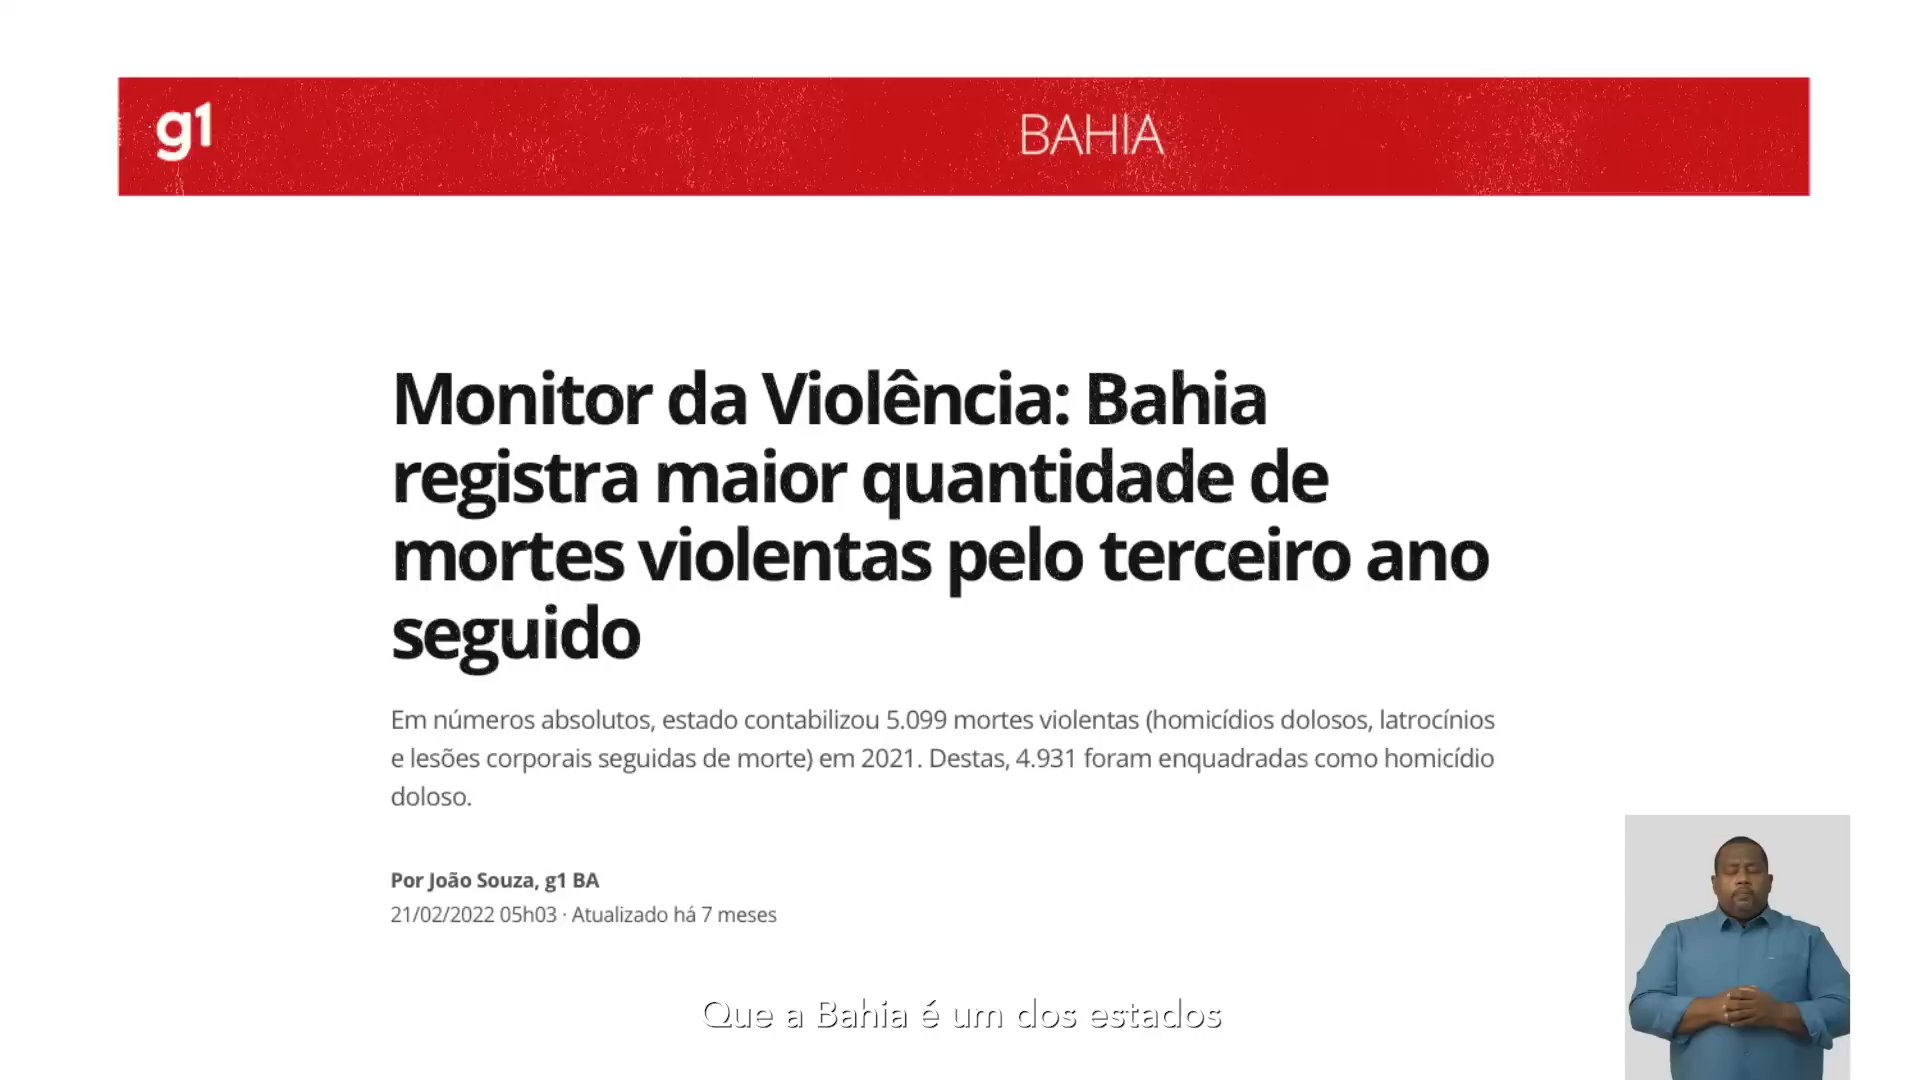 g1
BAHIA
Monitor da Violência: Bahia
registra maior quantidade de
mortes violentas pelo terceiro ano
seguido
Em números absolutos, estado contabilizou 5.099 mortes violentas (homicídios dolosos, latrocínios
e lesões corporais seguidas de morte) em 2021. Destas, 4.931 foram enquadradas como homicídio
doloso.
Por João Souza, g1 BA
21/02/2022 05h03 · Atualizado há 7 meses
Que a Bahia é um dos estados